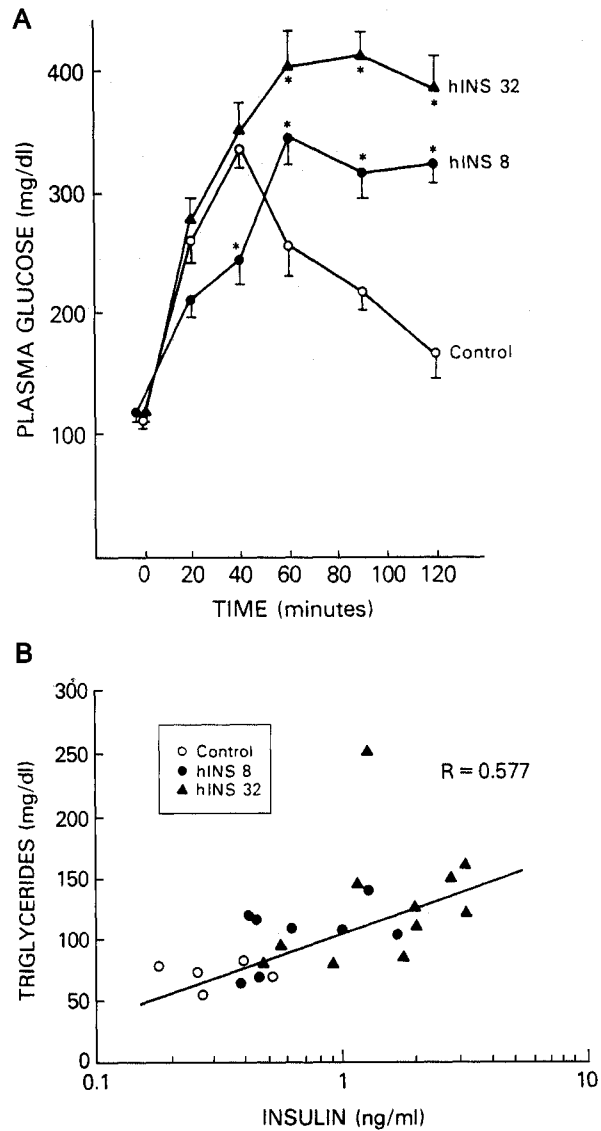 A
PLASMA GLUCOSE (mg/dl)
400
300
200
100
* * *
hINS 32
* * * *
hINS 8
Control
0 20 40 60 80 100 120
TIME (minutes)
B
TRIGLYCERIDES (mg/dl)
300
250
200
150
100
50
0
Control
hINS 8
hINS 32
R = 0.577
0.1 1 10
INSULIN (ng/ml)